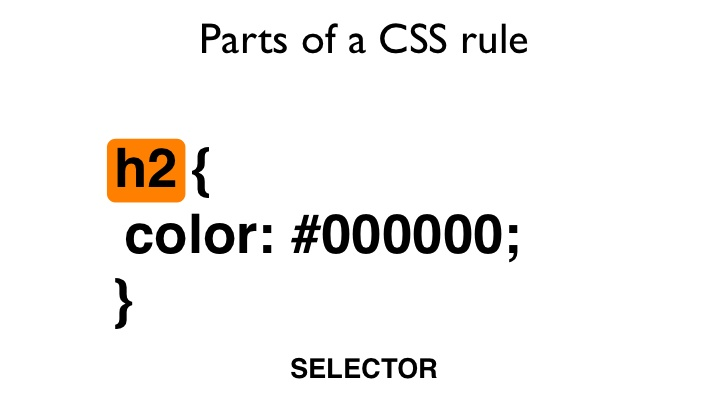 Parts of a CSS rule
h2 {
color: #000000;
}
SELECTOR